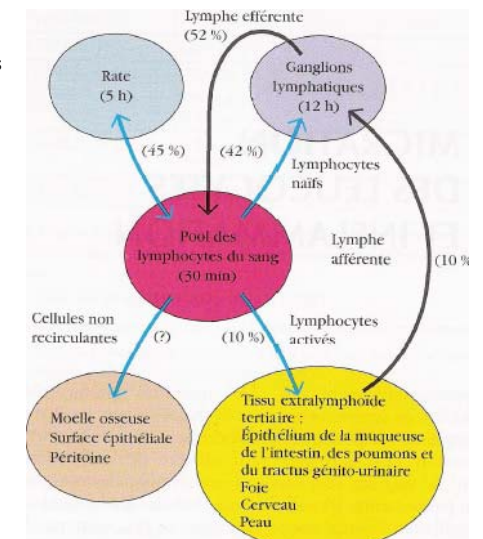 Lymphe efférente
(52 %)
Rate
(5 h)
Ganglions
lymphatiques
(12 h)
(45 %)
(42 %)
Lymphocytes
naïfs
Pool des
lymphocytes du sang
(30 min)
Lymphe
afférente
(10 %
Cellules non
recirculantes
(?)
(10 %)
Lymphocytes
activés
Moelle osseuse
Surface épithéliale
Péritoine
Tissu extralymphoïde
tertiaire :
Épithélium de la muqueuse
de l'intestin, des poumons et
du tractus génito-urinaire
Foie
Cerveau
Peau